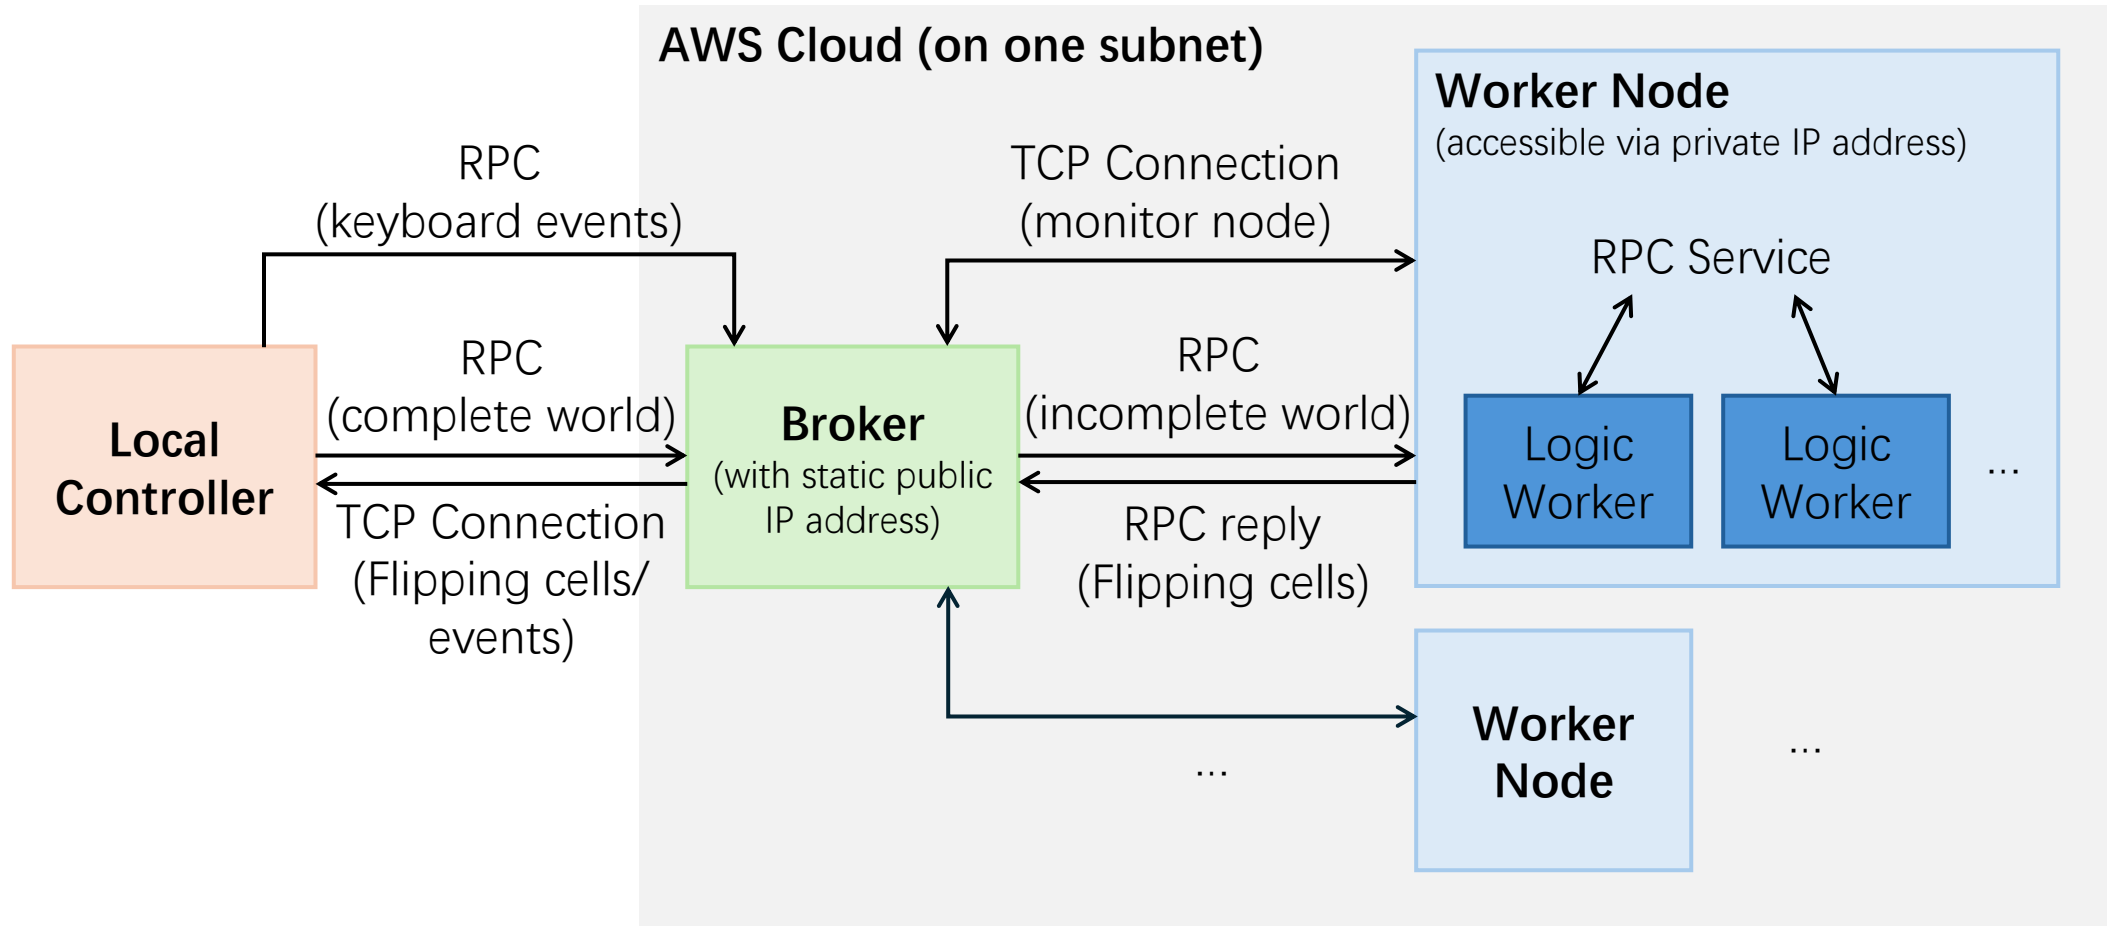 AWS Cloud (on one subnet)
Worker Node
(accessible via private IP address)
RPC
(keyboard events)
TCP Connection
(monitor node)
RPC Service
RPC
(complete world)
RPC
(incomplete world)
Local
Controller
Broker
(with static public
IP address)
Logic
Worker
Logic
Worker
...
TCP Connection
(Flipping cells/
events)
RPC reply
(Flipping cells)
Worker
Node
...
...